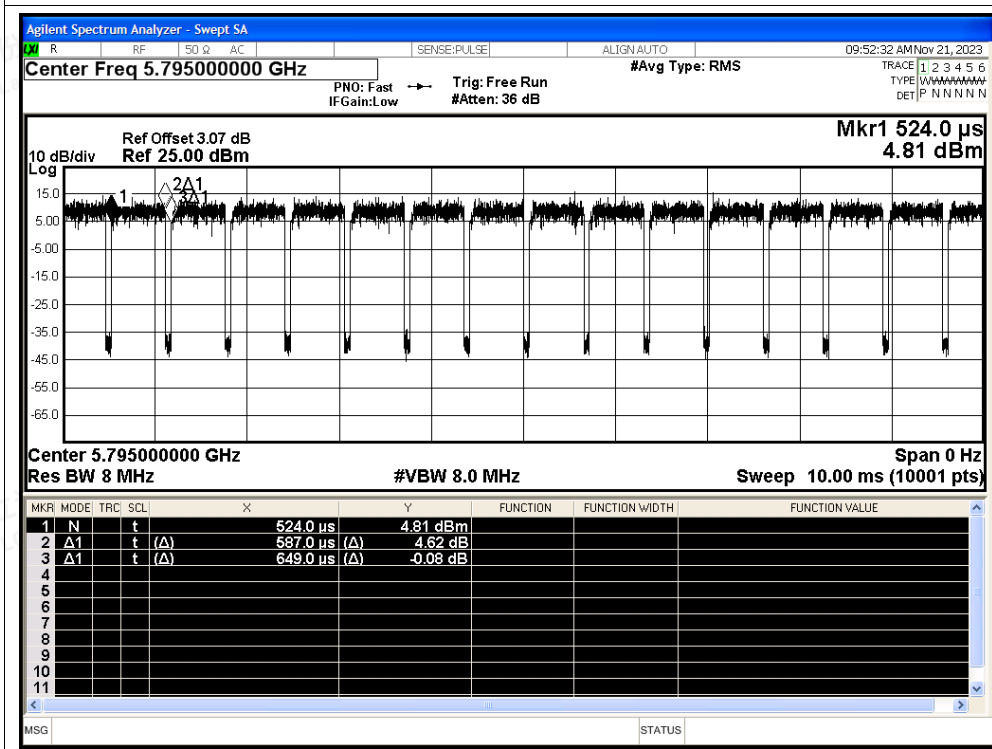 Agilent Spectrum Analyzer - Swept SA
LXI R RF 50 Ω AC SENSE:PULSE ALIGN AUTO 09:52:32 AM Nov 21, 2023
Center Freq 5.795000000 GHz #Avg Type: RMS TRACE 1 2 3 4 5 6
PNO: Fast Trig: Free Run TYPE WWWWWW
IFGain:Low #Atten: 36 dB DET P N N N N N
Mkr1 524.0 µs
Ref Offset 3.07 dB
10 dB/div Ref 25.00 dBm 4.81 dBm
Log
15.0
5.00
-5.00
-15.0
-25.0
-35.0
-45.0
-55.0
-65.0
1 2Δ1
3Δ1
Center 5.795000000 GHz Span 0 Hz
Res BW 8 MHz #VBW 8.0 MHz Sweep 10.00 ms (10001 pts)
MKR MODE TRC SCL X Y FUNCTION FUNCTION WIDTH FUNCTION VALUE
1 N t 524.0 µs 4.81 dBm
2 Δ1 t (Δ) 587.0 µs (Δ) 4.62 dB
3 Δ1 t (Δ) 649.0 µs (Δ) -0.08 dB
4
5
6
7
8
9
10
11
MSG STATUS